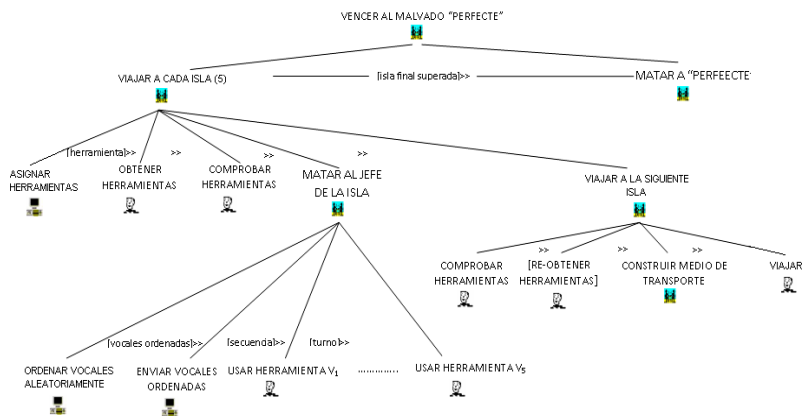 VENCER AL MALVADO "PERFECTE"
VIAJAR A CADA ISLA (5)
[isla final superada]>>
MATAR A "PERFEECTE"
[herramienta]>>
>>
>>
>>
ASIGNAR
HERRAMIENTAS
OBTENER
HERRAMIENTAS
COMPROBAR
HERRAMIENTAS
MATAR AL JEFE
DE LA ISLA
VIAJAR A LA SIGUIENTE
ISLA
>>
>>
>>
COMPROBAR
HERRAMIENTAS
[RE-OBTENER
HERRAMIENTAS]
CONSTRUIR MEDIO DE
TRANSPORTE
VIAJAR
[vocales ordenadas]>>
[secuencia]>>
[turno]>>
ORDENAR VOCALES
ALEATORIAMENTE
ENVIAR VOCALES
ORDENADAS
USAR HERRAMIENTA V₁
..............
USAR HERRAMIENTA V₅